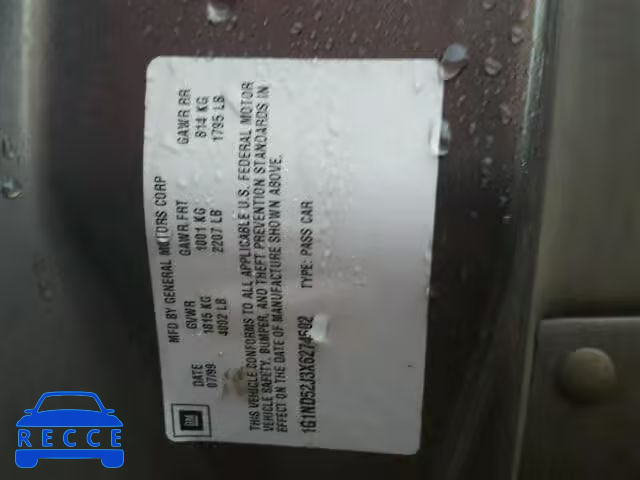 MFD BY GENERAL MOTORS CORP
DATE GVWR GAWR FRT GAWR RR
07/99 1815 KG 1001 KG 814 KG
4002 LB 2207 LB 1795 LB
THIS VEHICLE CONFORMS TO ALL APPLICABLE U.S. FEDERAL MOTOR
VEHICLE SAFETY, BUMPER, AND THEFT PREVENTION STANDARDS IN
EFFECT ON THE DATE OF MANUFACTURE SHOWN ABOVE.
1G1ND52J3X6274502 TYPE: PASS CAR
GM
RECCE